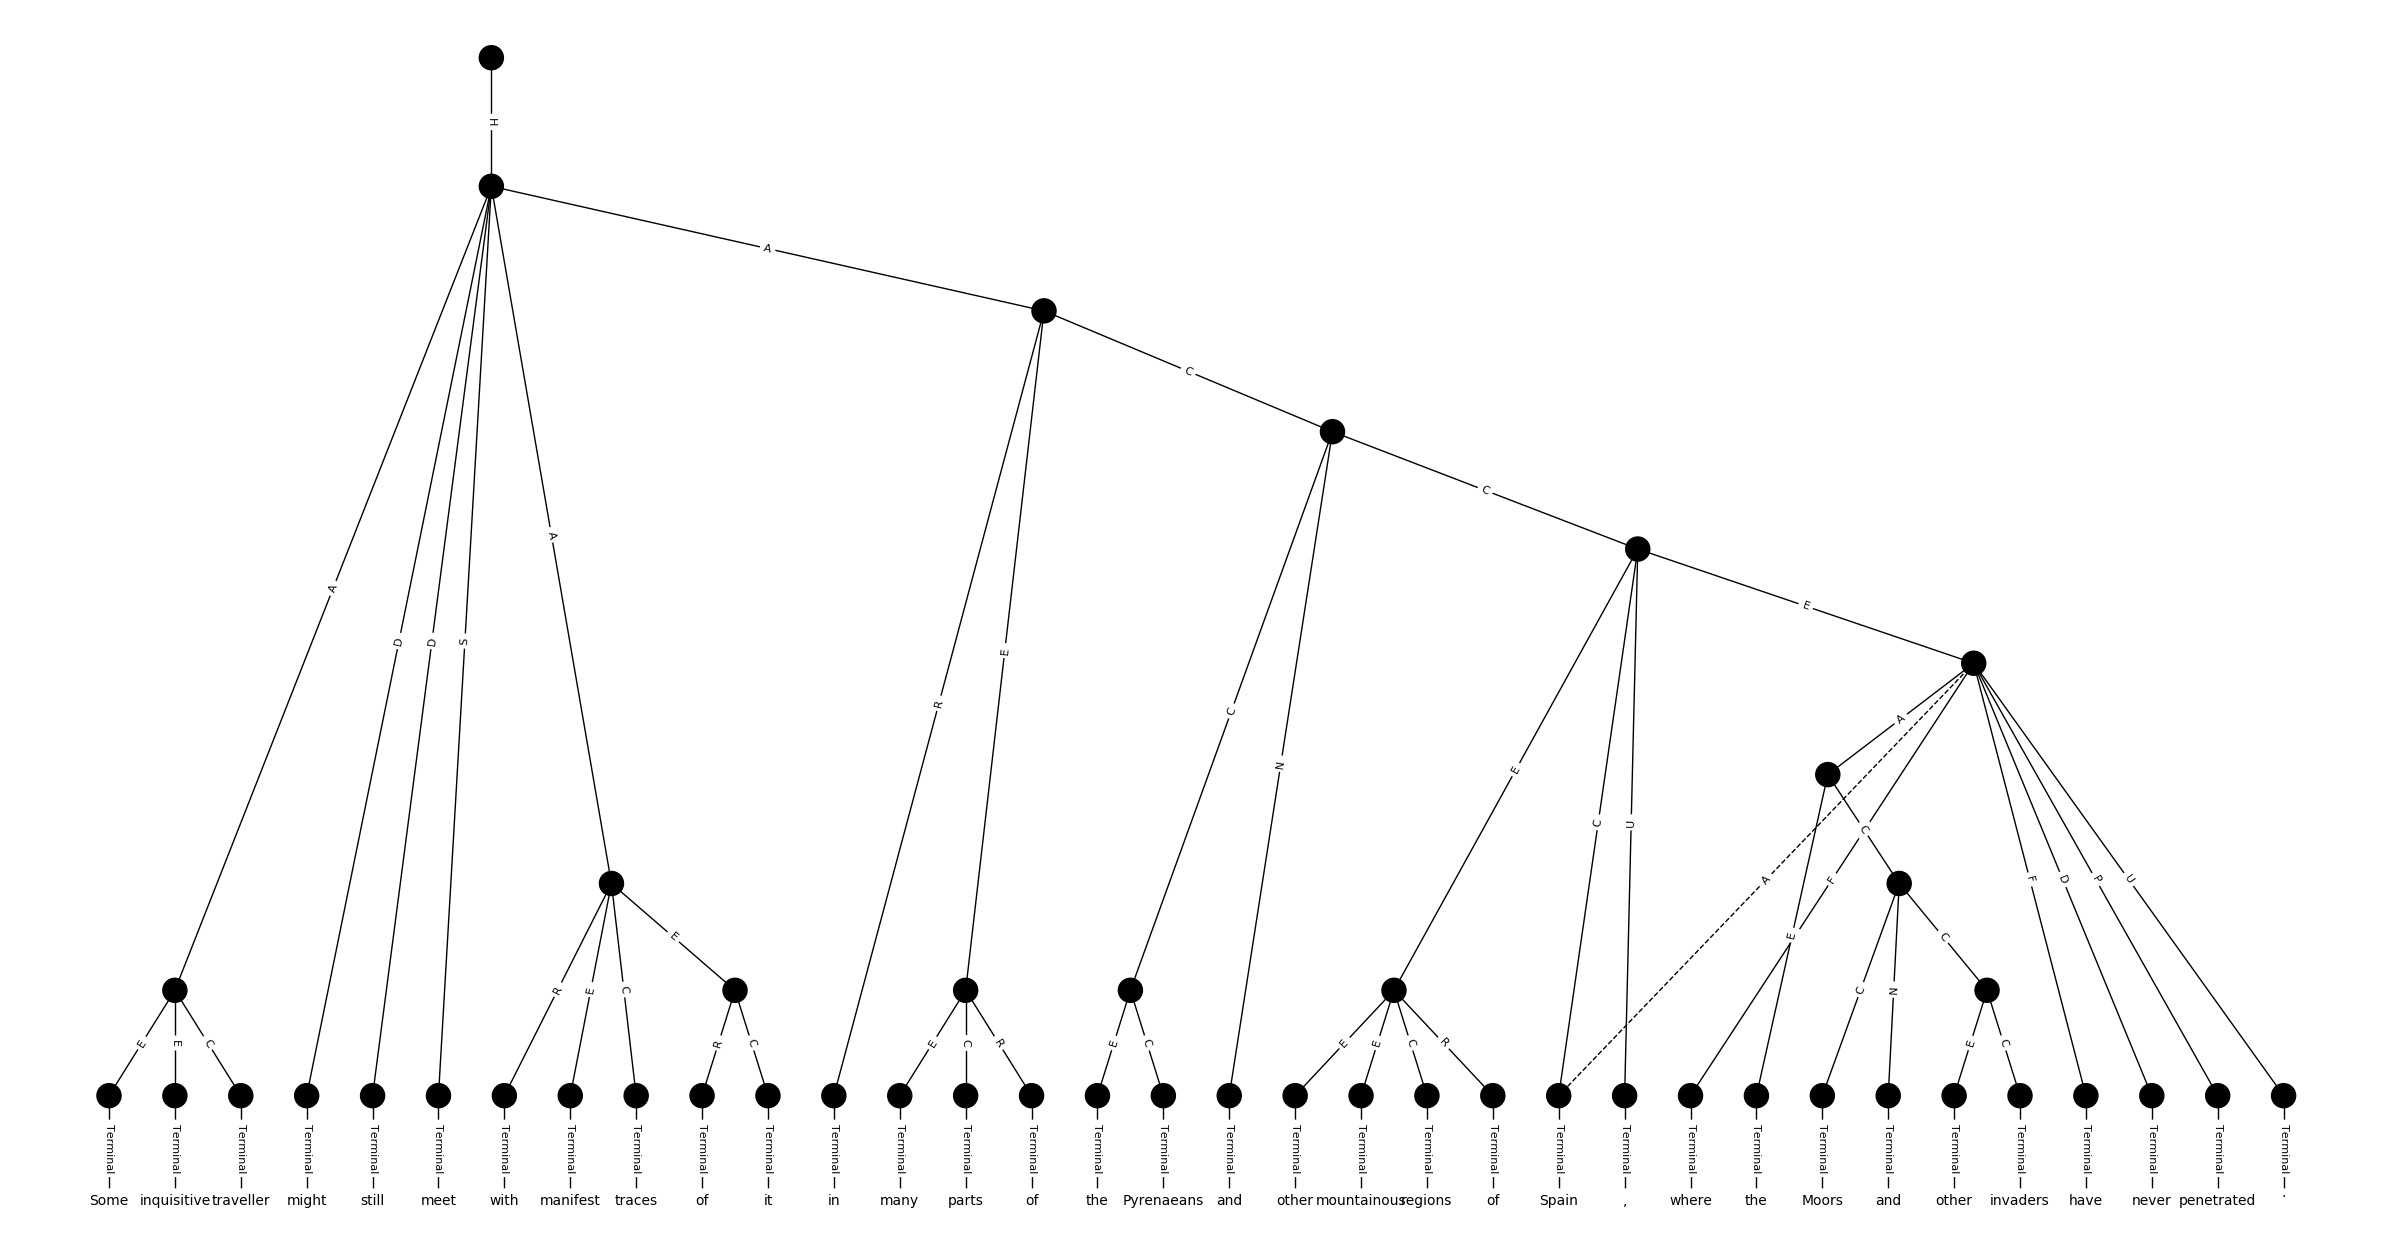 H
A
C
C
E
A
D
D
S
A
R
E
C
N
E
C
U
A
A
F
C
E
F
D
P
U
R
E
C
E
C
N
C
E
E
C
R
C
E
C
R
E
C
E
E
C
R
E
C
Terminal Terminal Terminal Terminal Terminal Terminal Terminal Terminal Terminal Terminal Terminal Terminal Terminal Terminal Terminal Terminal Terminal Terminal Terminal Terminal Terminal Terminal Terminal Terminal Terminal Terminal Terminal Terminal Terminal Terminal Terminal Terminal Terminal Terminal
Some inquisitive traveller might still meet with manifest traces of it in many parts of the Pyrenaeans and other mountainous regions of Spain , where the Moors and other invaders have never penetrated .